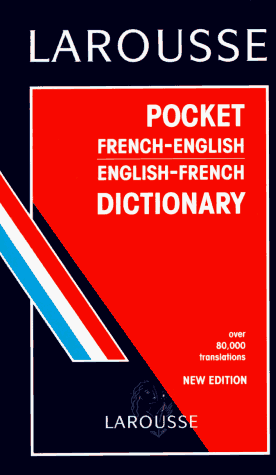 LAROUSSE
POCKET
FRENCH-ENGLISH
ENGLISH-FRENCH
DICTIONARY
over
80,000
translations
NEW EDITION
LAROUSSE